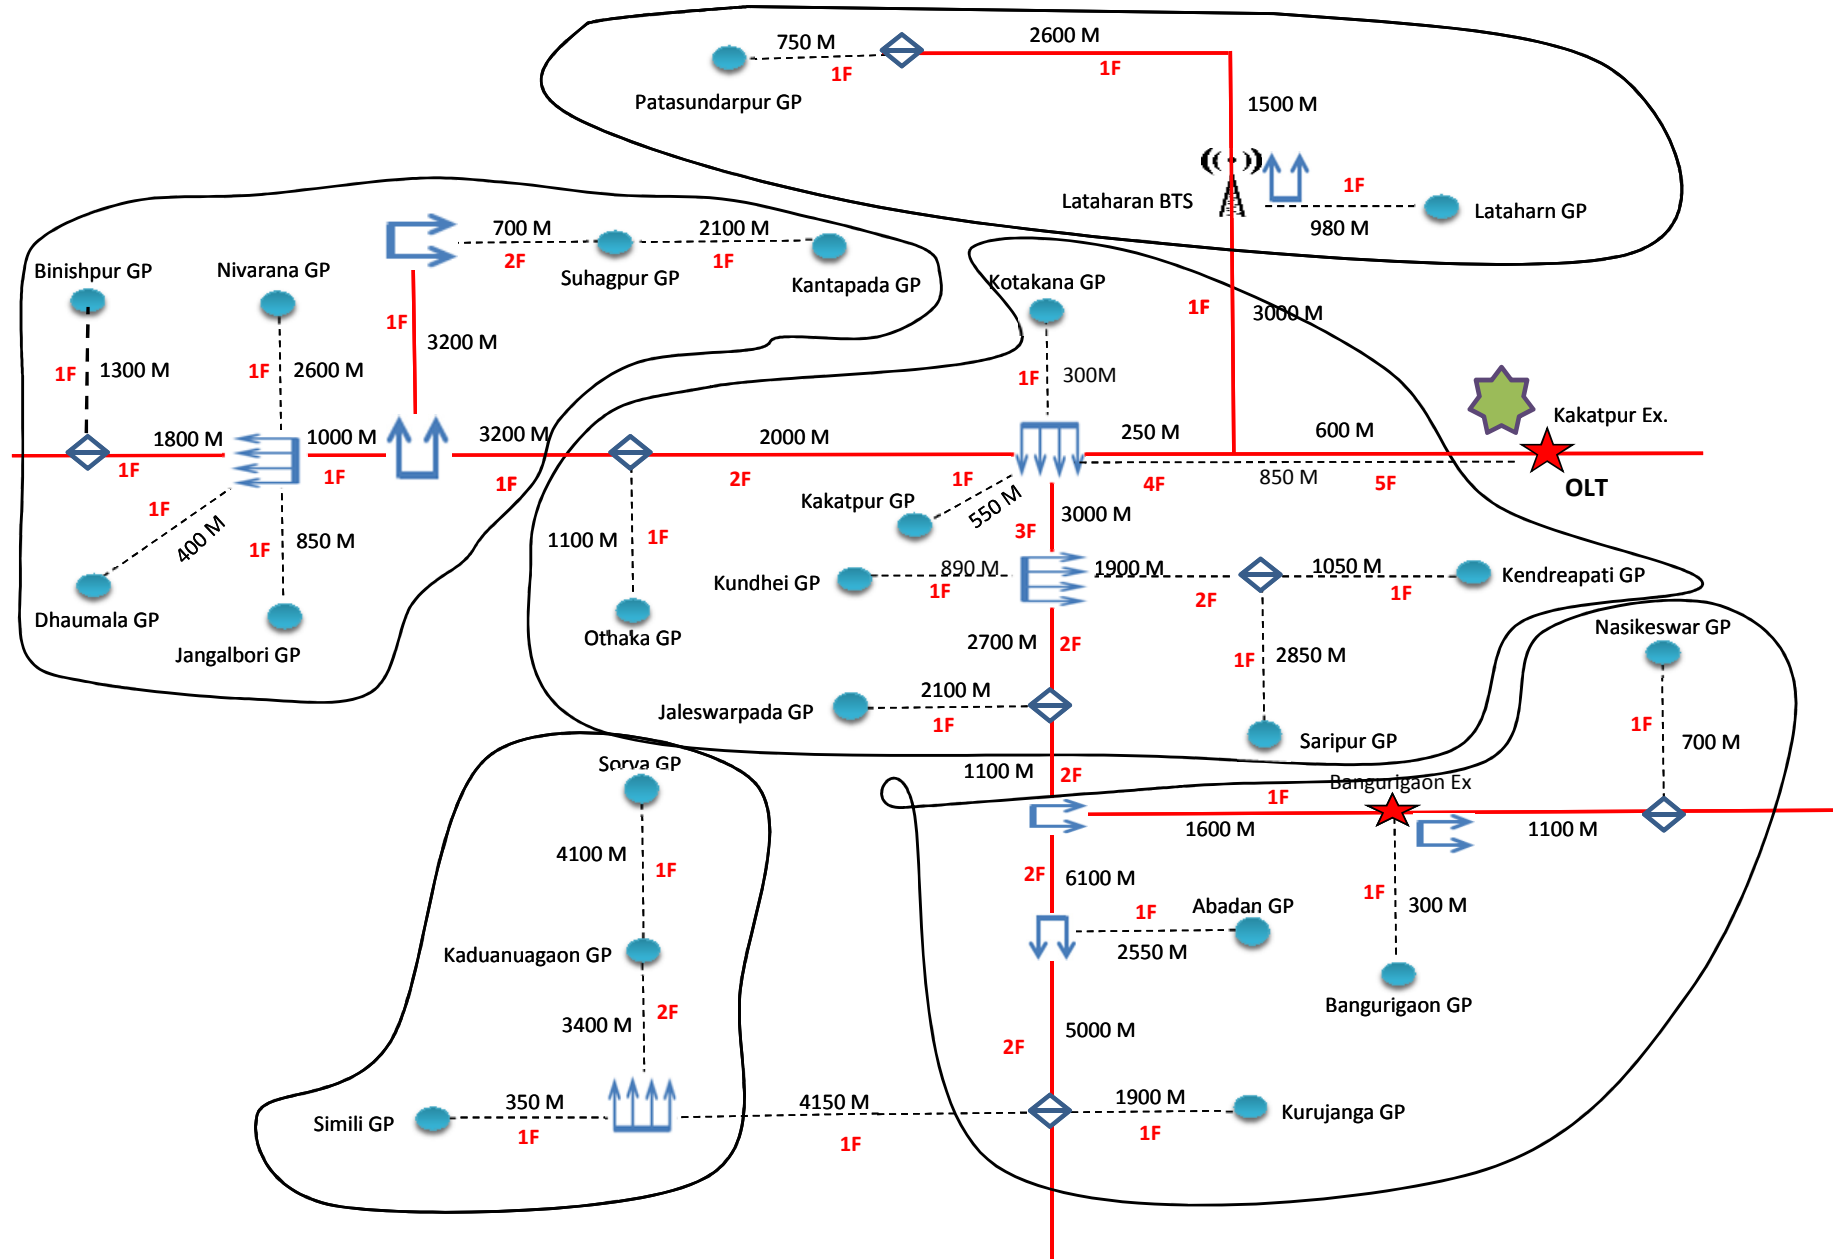 750 M
2600 M
1F
1F
Patasundarpur GP
1500 M
Lataharan BTS
1F
Lataharn GP
980 M
Binishpur GP
Nivarana GP
700 M
2100 M
2F
1F
Suhagpur GP
Kantapada GP
Kotakana GP
1F
3000 M
1F
3200 M
1F
1300 M
1F
2600 M
1F
300M
Kakatpur Ex.
1800 M
1000 M
3200 M
2000 M
250 M
600 M
1F
1F
1F
2F
1F
4F
850 M
5F
OLT
1F
400 M
1F
850 M
1100 M
1F
Kakatpur GP
550 M
3F
3000 M
Kundhei GP
890 M
1F
1900 M
2F
1050 M
1F
Kendreapati GP
Dhaumala GP
Jangalbori GP
Othaka GP
2700 M
2F
1F
2850 M
Nasikeswar GP
Jaleswarpada GP
2100 M
1F
Saripur GP
1F
700 M
Sorya GP
1100 M
2F
Bangurigaon Ex
1F
1600 M
1100 M
4100 M
1F
2F
6100 M
1F
Abadan GP
1F
300 M
2550 M
Kaduanuagaon GP
Bangurigaon GP
3400 M
2F
2F
5000 M
Simili GP
350 M
1F
4150 M
1F
1900 M
1F
Kurujanga GP